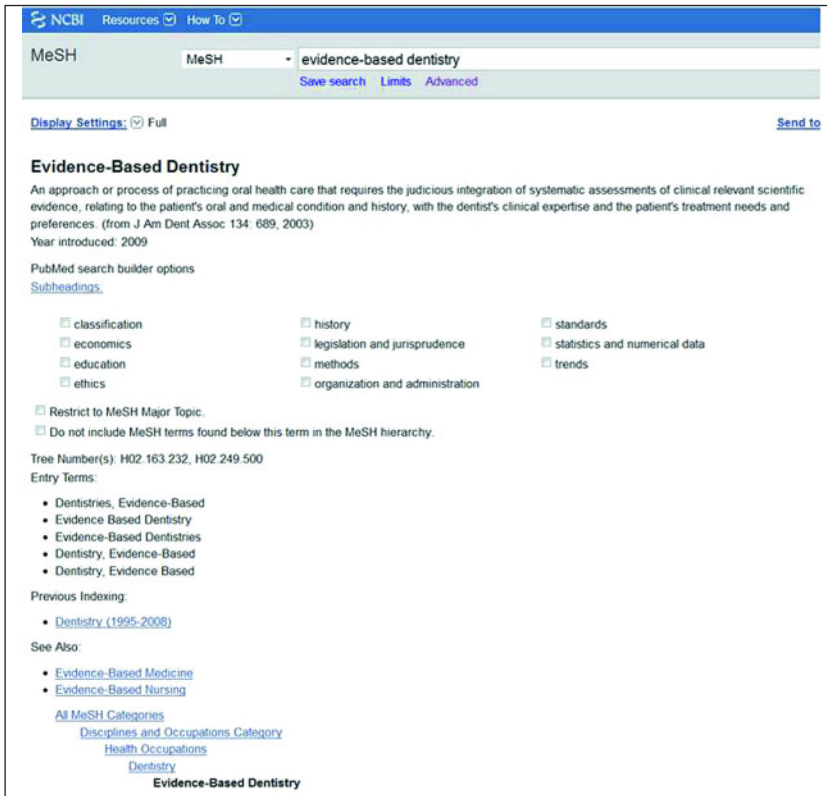 NCBI Resources How To
MeSH
MeSH
evidence-based dentistry
Save search Limits Advanced
Display Settings: Full
Send to
Evidence-Based Dentistry
An approach or process of practicing oral health care that requires the judicious integration of systematic assessments of clinical relevant scientific
evidence, relating to the patient's oral and medical condition and history, with the dentist's clinical expertise and the patient's treatment needs and
preferences. (from J Am Dent Assoc 134: 689, 2003)
Year introduced: 2009
PubMed search builder options
Subheadings:
classification history standards
economics legislation and jurisprudence statistics and numerical data
education methods trends
ethics organization and administration
Restrict to MeSH Major Topic.
Do not include MeSH terms found below this term in the MeSH hierarchy.
Tree Number(s): H02.163.232, H02.249.500
Entry Terms:
• Dentistries, Evidence-Based
• Evidence Based Dentistry
• Evidence-Based Dentistries
• Dentistry, Evidence-Based
• Dentistry, Evidence Based
Previous Indexing:
• Dentistry (1995-2008)
See Also:
• Evidence-Based Medicine
• Evidence-Based Nursing
All MeSH Categories
Disciplines and Occupations Category
Health Occupations
Dentistry
Evidence-Based Dentistry